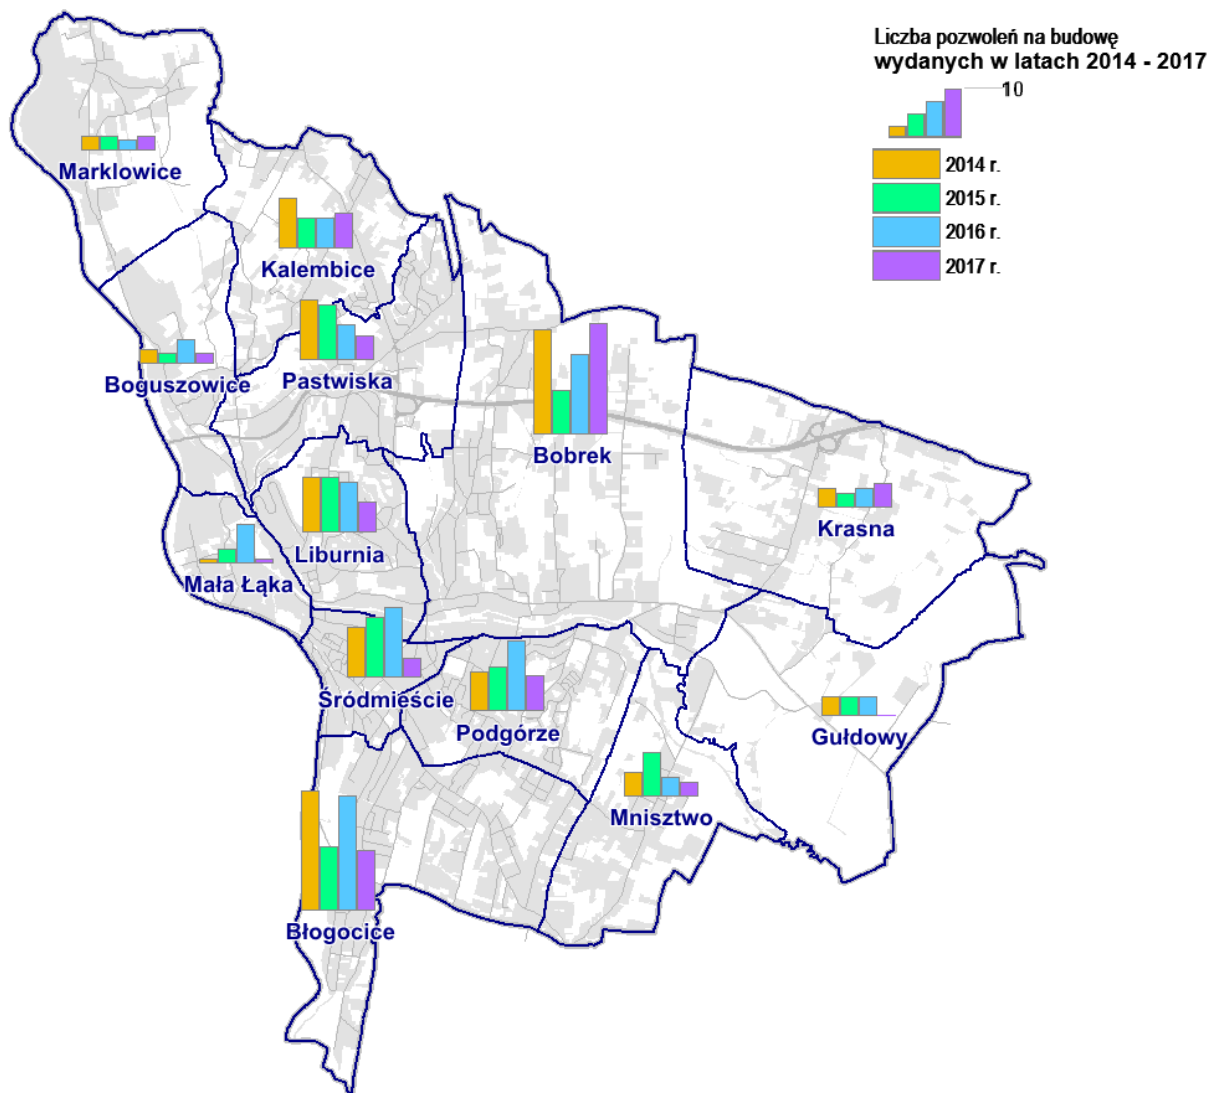 Liczba pozwoleń na budowę
wydanych w latach 2014 - 2017
10
2014 r.
2015 r.
2016 r.
2017 r.
Marklowice
Kalembice
Boguszowice
Pastwiska
Bobrek
Krasna
Liburnia
Mała Łąka
Śródmieście
Podgórze
Gułdowy
Mnisztwo
Błogocice